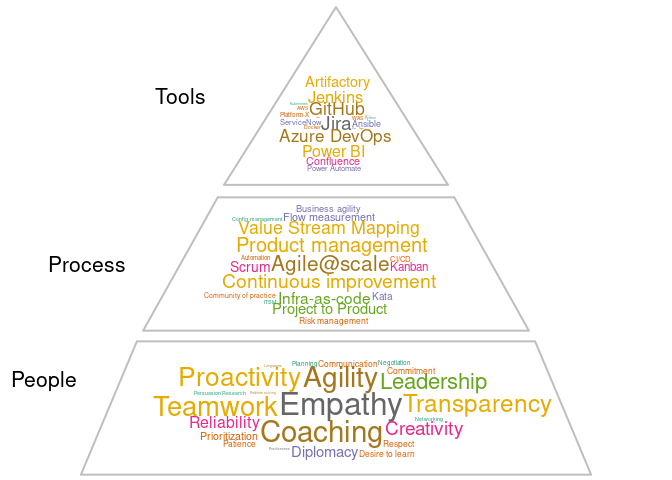 Tools
Artifactory
Jenkins
AWS GitHub
Platform-X WAS
ServiceNow Jira Ansible
Docker
Azure DevOps
Power BI
Confluence
Power Automate
Process
Business agility
Config.management Flow measurement
Value Stream Mapping
Product management
Automation CI/CD
Scrum Agile@scale Kanban
Continuous improvement
Community of practice Infra-as-code Kata
ITSM
Project to Product
Risk management
People
Planning Communication Negotiation
Commitment
Proactivity Agility Leadership
Persuasion Research Problem solving
Teamwork Empathy Transparency
Networking
Reliability Coaching Creativity
Prioritization
Patience Respect
Diplomacy Desire to learn